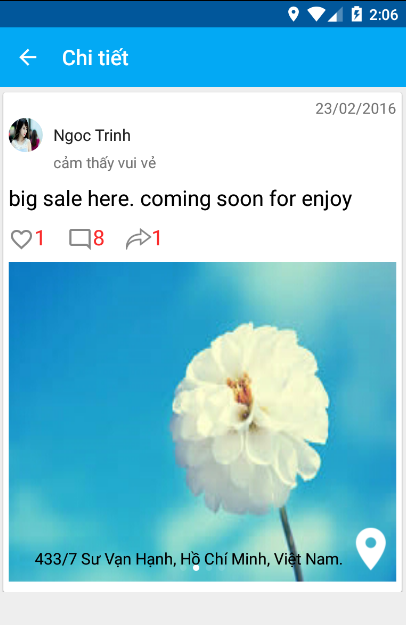 2:06
Chi tiết
23/02/2016
Ngoc Trinh
cảm thấy vui vẻ
big sale here. coming soon for enjoy
1 8 1
433/7 Sư Vạn Hạnh, Hồ Chí Minh, Việt Nam.